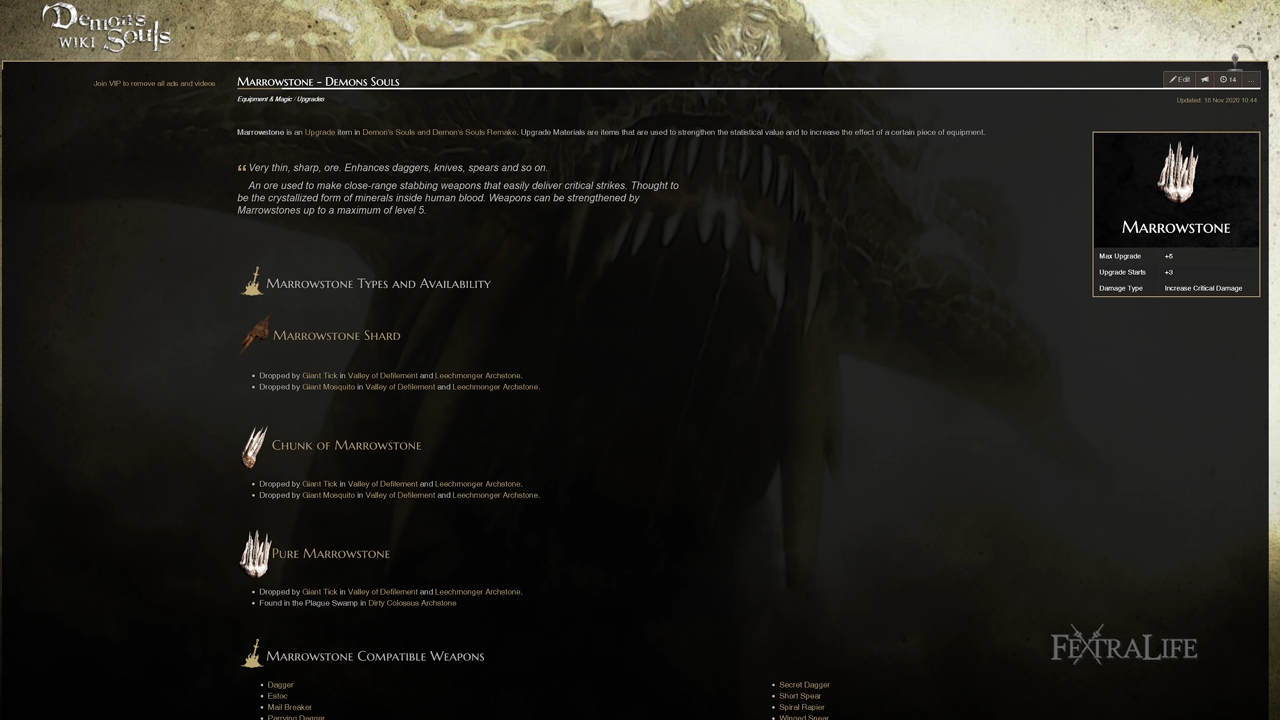 Demon's Souls
WIKI
Join VIP to remove all ads and videos
Marrowstone - Demons Souls
Edit
14
...
Equipment & Magic / Upgrades
Updated: 18 Nov 2020 10:44
Marrowstone is an Upgrade item in Demon's Souls and Demon's Souls Remake. Upgrade Materials are items that are used to strengthen the statistical value and to increase the effect of a certain piece of equipment.
Marrowstone
Max Upgrade +5
Upgrade Starts +3
Damage Type Increase Critical Damage
“ Very thin, sharp, ore. Enhances daggers, knives, spears and so on.
An ore used to make close-range stabbing weapons that easily deliver critical strikes. Thought to
be the crystallized form of minerals inside human blood. Weapons can be strengthened by
Marrowstones up to a maximum of level 5.
Marrowstone Types and Availability
Marrowstone Shard
• Dropped by Giant Tick in Valley of Defilement and Leechmonger Archstone.
• Dropped by Giant Mosquito in Valley of Defilement and Leechmonger Archstone.
Chunk of Marrowstone
• Dropped by Giant Tick in Valley of Defilement and Leechmonger Archstone.
• Dropped by Giant Mosquito in Valley of Defilement and Leechmonger Archstone.
Pure Marrowstone
• Dropped by Giant Tick in Valley of Defilement and Leechmonger Archstone.
• Found in the Plague Swamp in Dirty Colossus Archstone
FextraLife
Marrowstone Compatible Weapons
• Dagger
• Estoc
• Mail Breaker
• Parrying Dagger
• Secret Dagger
• Short Spear
• Spiral Rapier
• Winged Spear